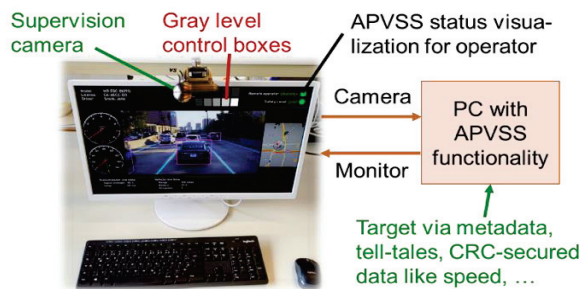 Supervision
camera
Gray level
control boxes
APVSS status visua-
lization for operator
Camera
Monitor
PC with
APVSS
functionality
Target via metadata,
tell-tales, CRC-secured
data like speed, …